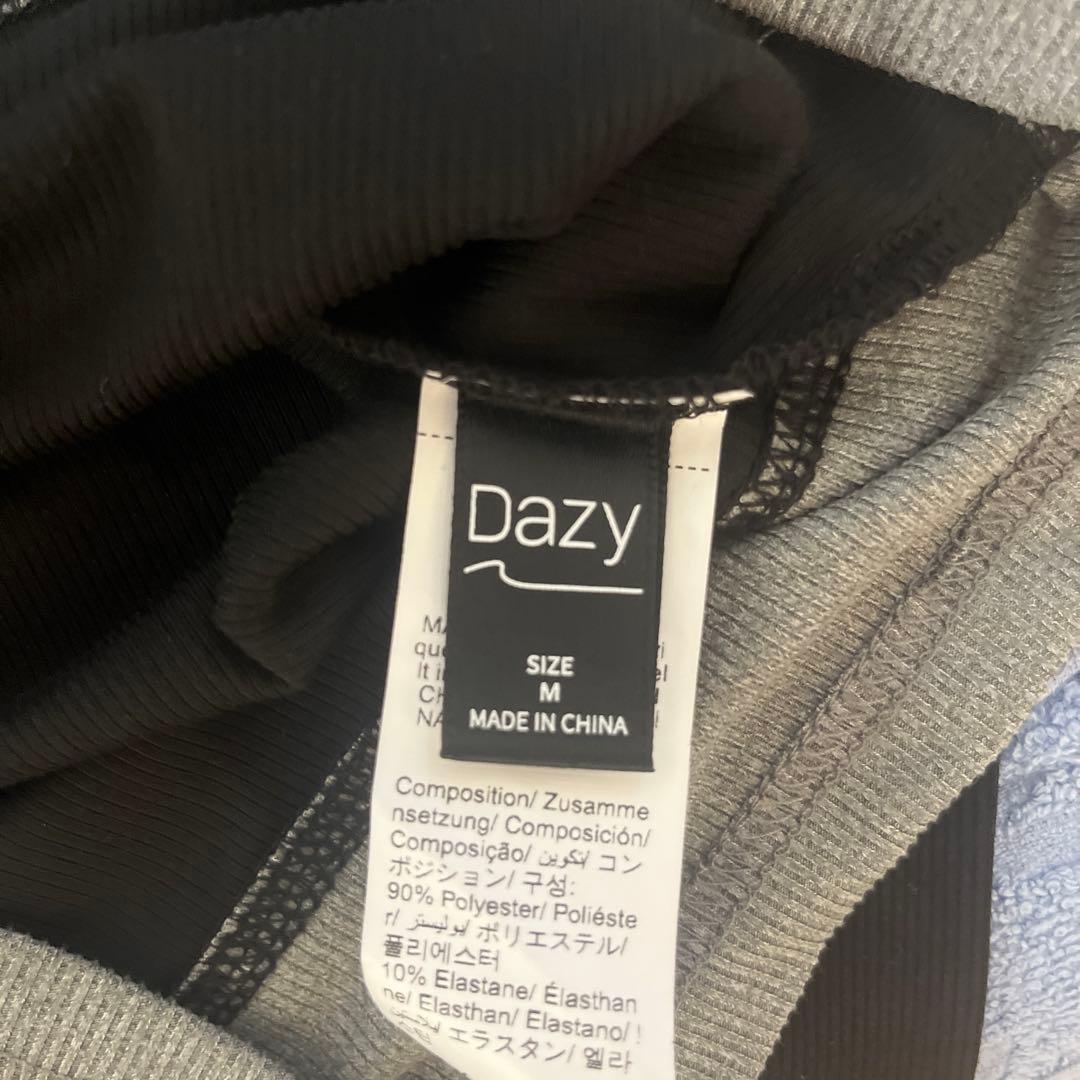 Dazy
SIZE
M
MADE IN CHINA
Composition/ Zusamme
nsetzung/ Composición/
Composição/ تكوين/ コン
ポジション/ 구성:
90% Polyester/ Poliéste
r/ بوليستر/ ポリエステル/
폴리에스터
10% Elastane/ Élasthan
ne/ Elasthan/ Elastano/
エラスタン/ 엘라